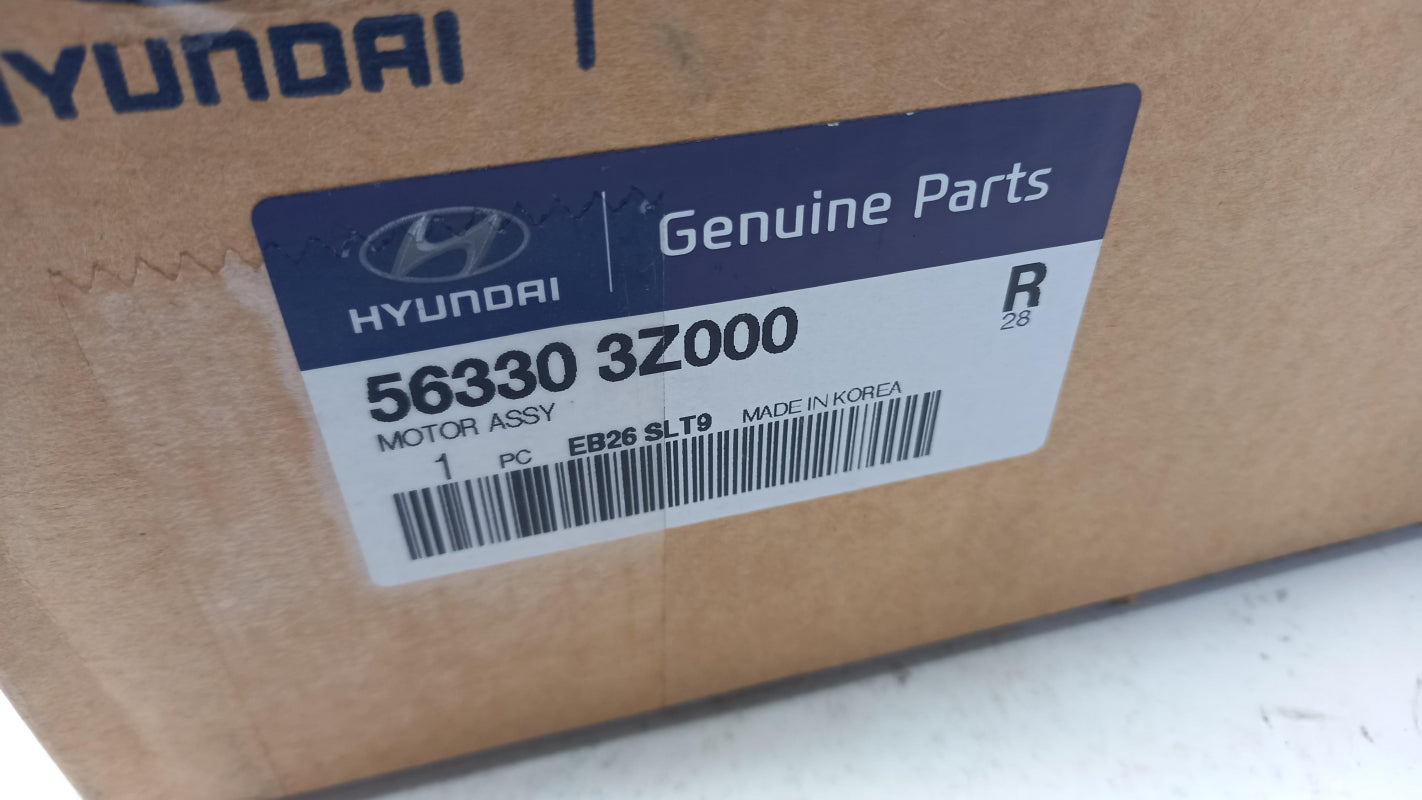 HYUNDAI
HYUNDAI
Genuine Parts
56330 3Z000
R
28
MOTOR ASSY
1 PC EB26 SLT9 MADE IN KOREA